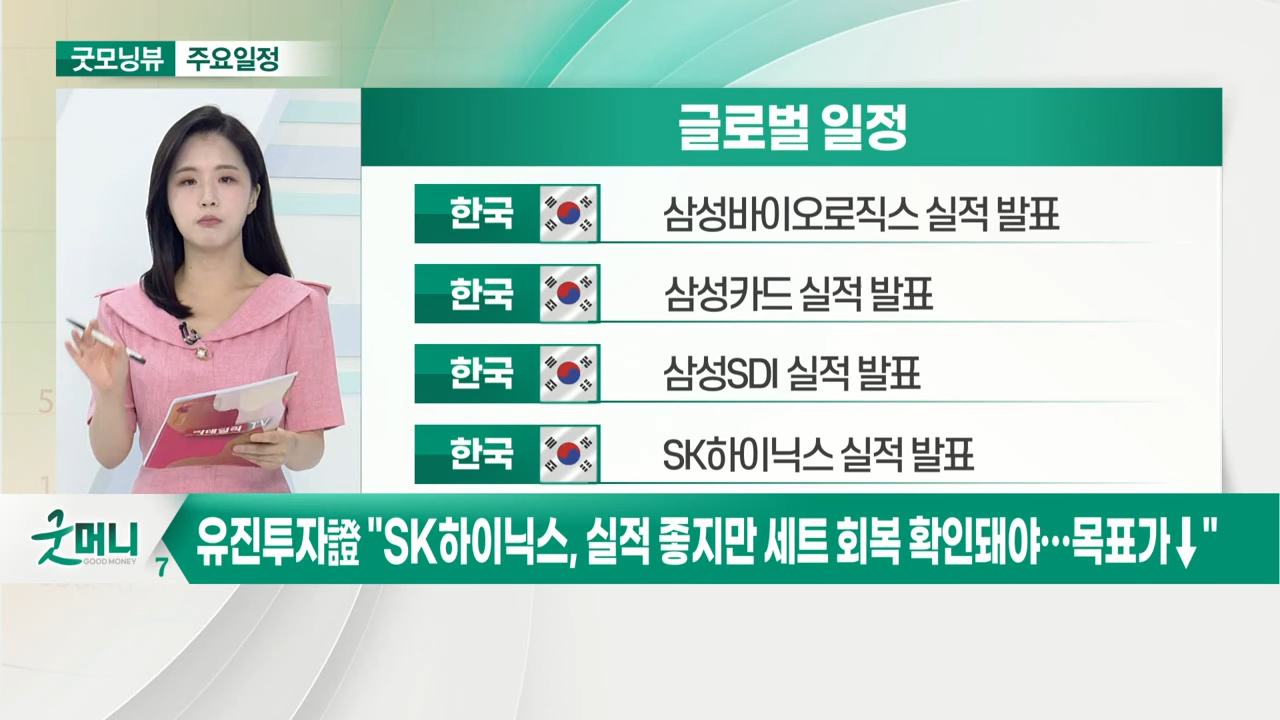 굿모닝뷰 주요일정
글로벌 일정
한국 삼성바이오로직스 실적 발표
한국 삼성카드 실적 발표
한국 삼성SDI 실적 발표
5
한국 SK하이닉스 실적 발표
1
굿머니
GOOD MONEY
7
유진투자證 "SK하이닉스, 실적 좋지만 세트 회복 확인돼야…목표가↓"